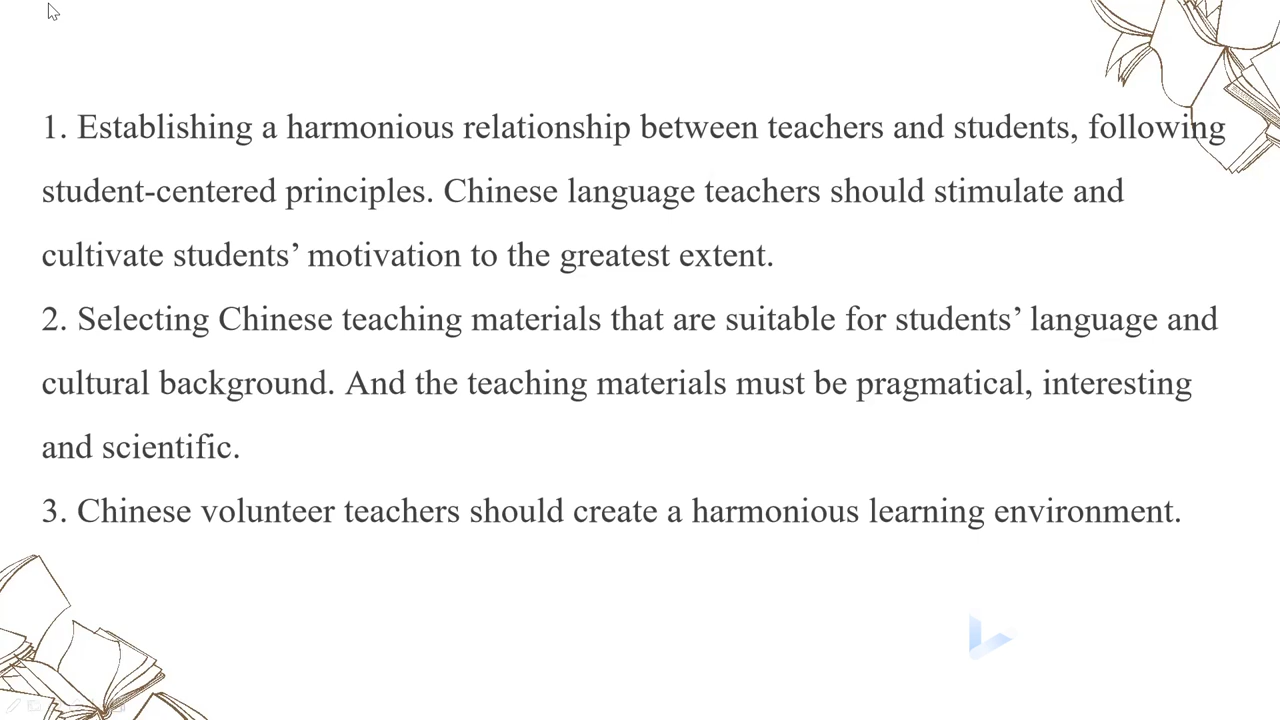 1. Establishing a harmonious relationship between teachers and students, following
student-centered principles. Chinese language teachers should stimulate and
cultivate students’ motivation to the greatest extent.
2. Selecting Chinese teaching materials that are suitable for students’ language and
cultural background. And the teaching materials must be pragmatical, interesting
and scientific.
3. Chinese volunteer teachers should create a harmonious learning environment.